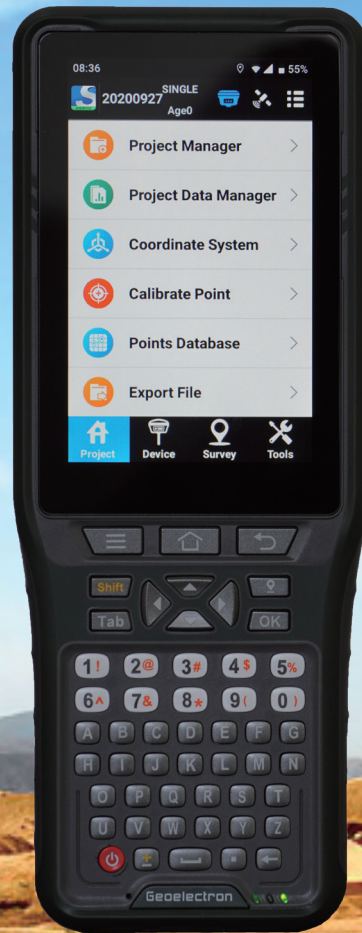 08:36 55%
20200927 SINGLE
Age0
Project Manager
Project Data Manager
Coordinate System
Calibrate Point
Points Database
Export File
Project Device Survey Tools
Shift
Tab OK
1! 2@ 3# 4$ 5%
6^ 7& 8* 9( 0)
A B C D E F G
H I J K L M N
O P Q R S T
U V W X Y Z
Geoelectron